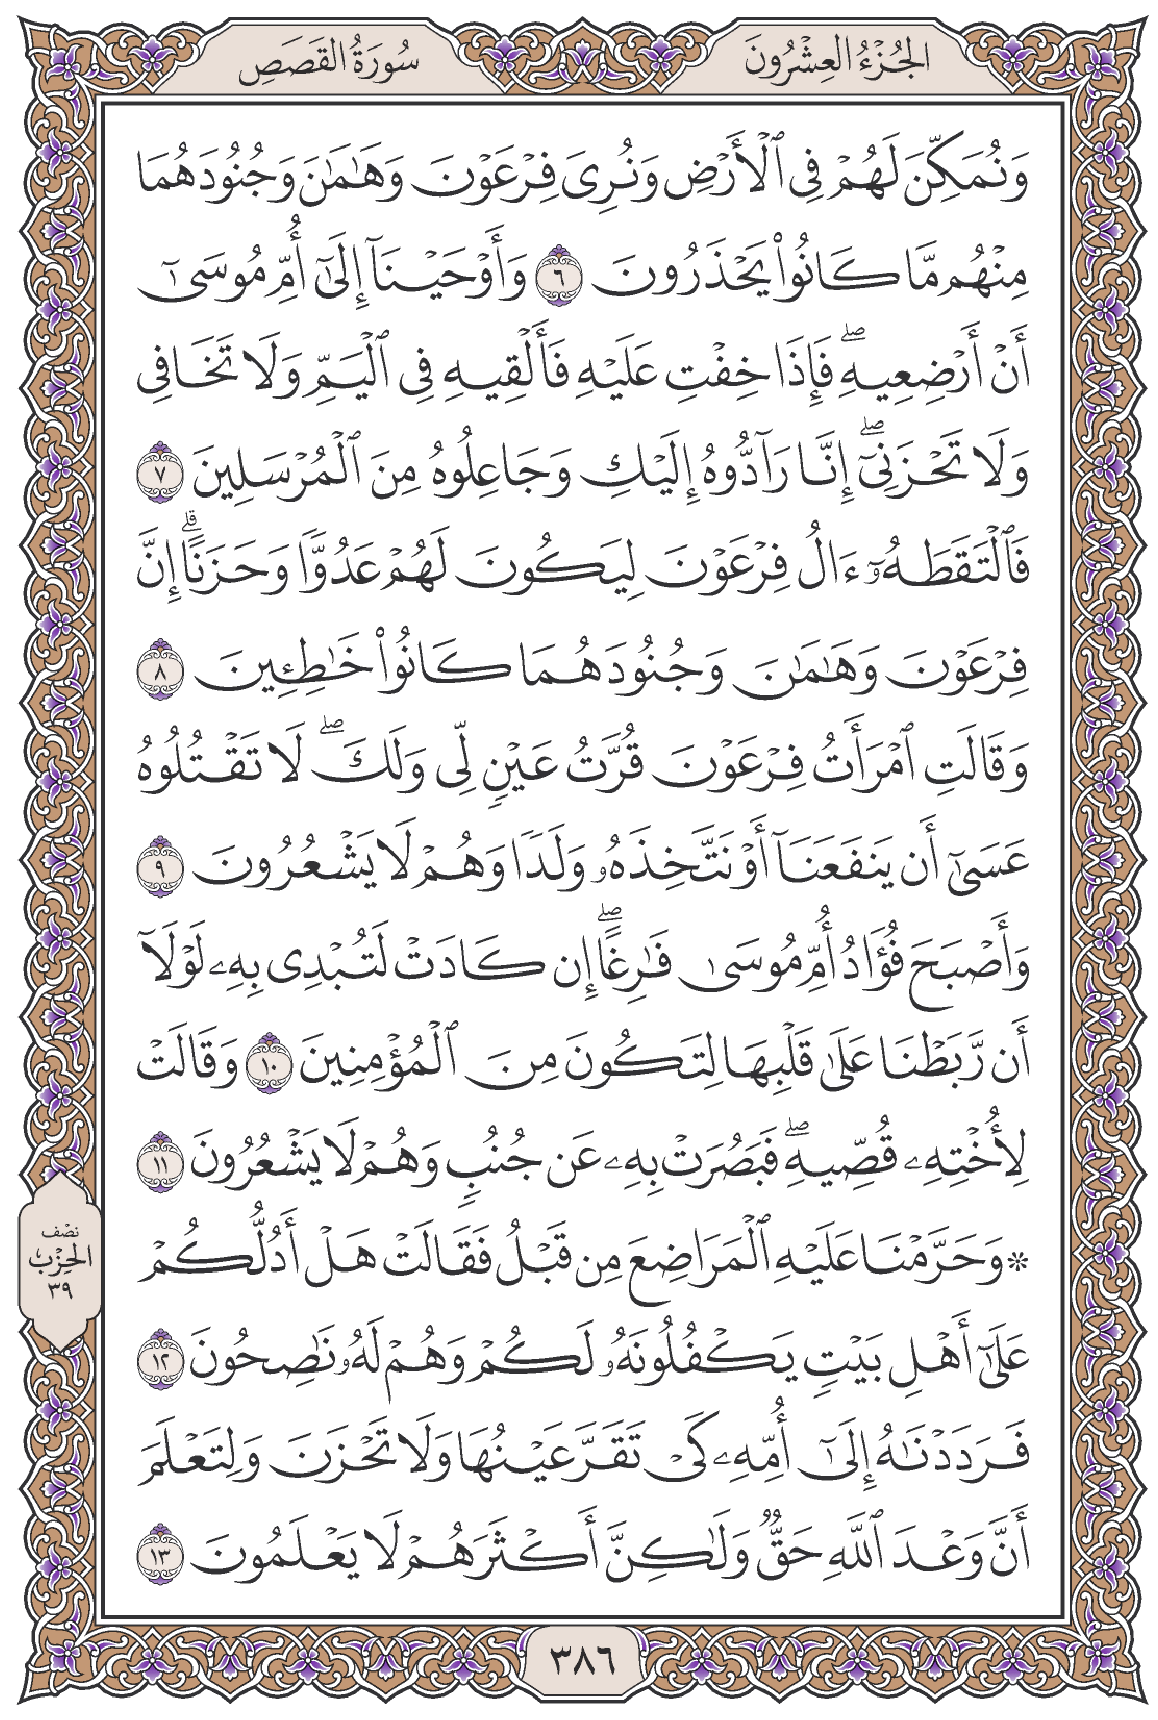 الجُزْءُ العِشْرُونَ
سُورَةُ القَصَصِ
وَنُمَكِّنَ لَهُمْ فِي ٱلْأَرْضِ وَنُرِيَ فِرْعَوْنَ وَهَٰمَٰنَ وَجُنُودَهُمَا
مِنْهُم مَّا كَانُوا۟ يَحْذَرُونَ ٦ وَأَوْحَيْنَآ إِلَىٰٓ أُمِّ مُوسَىٰٓ
أَنْ أَرْضِعِيهِ ۖ فَإِذَا خِفْتِ عَلَيْهِ فَأَلْقِيهِ فِي ٱلْيَمِّ وَلَا تَخَافِي
وَلَا تَحْزَنِيٓ ۖ إِنَّا رَآدُّوهُ إِلَيْكِ وَجَاعِلُوهُ مِنَ ٱلْمُرْسَلِينَ ٧
فَٱلْتَقَطَهُۥٓ ءَالُ فِرْعَوْنَ لِيَكُونَ لَهُمْ عَدُوًّا وَحَزَنًا ۗ إِنَّ
فِرْعَوْنَ وَهَٰمَٰنَ وَجُنُودَهُمَا كَانُوا۟ خَٰطِـِٔينَ ٨
وَقَالَتِ ٱمْرَأَتُ فِرْعَوْنَ قُرَّتُ عَيْنٍ لِّي وَلَكَ ۖ لَا تَقْتُلُوهُ
عَسَىٰٓ أَن يَنفَعَنَآ أَوْ نَتَّخِذَهُۥ وَلَدًا وَهُمْ لَا يَشْعُرُونَ ٩
وَأَصْبَحَ فُؤَادُ أُمِّ مُوسَىٰ فَٰرِغًا ۖ إِن كَادَتْ لَتُبْدِي بِهِۦ لَوْلَآ
أَن رَّبَطْنَا عَلَىٰ قَلْبِهَا لِتَكُونَ مِنَ ٱلْمُؤْمِنِينَ ١٠ وَقَالَتْ
لِأُخْتِهِۦ قُصِّيهِ ۖ فَبَصُرَتْ بِهِۦ عَن جُنُبٍ وَهُمْ لَا يَشْعُرُونَ ١١
۞ وَحَرَّمْنَا عَلَيْهِ ٱلْمَرَاضِعَ مِن قَبْلُ فَقَالَتْ هَلْ أَدُلُّكُمْ
عَلَىٰٓ أَهْلِ بَيْتٍ يَكْفُلُونَهُۥ لَكُمْ وَهُمْ لَهُۥ نَٰصِحُونَ ١٢
فَرَدَدْنَٰهُ إِلَىٰٓ أُمِّهِۦ كَيْ تَقَرَّ عَيْنُهَا وَلَا تَحْزَنَ وَلِتَعْلَمَ
أَنَّ وَعْدَ ٱللَّهِ حَقٌّ وَلَٰكِنَّ أَكْثَرَهُمْ لَا يَعْلَمُونَ ١٣
نصْف
الحِزْب
٣٩
٣٨٦